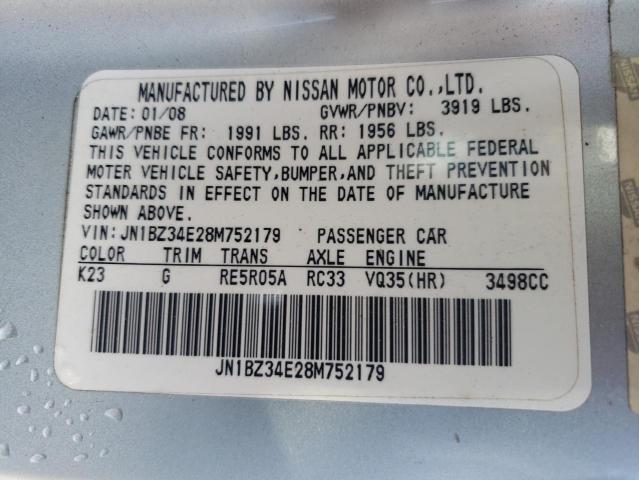 MANUFACTURED BY NISSAN MOTOR CO.,LTD.
DATE: 01/08 GVWR/PNBV: 3919 LBS.
GAWR/PNBE FR: 1991 LBS. RR: 1956 LBS.
THIS VEHICLE CONFORMS TO ALL APPLICABLE FEDERAL
MOTOR VEHICLE SAFETY,BUMPER,AND THEFT PREVENTION
STANDARDS IN EFFECT ON THE DATE OF MANUFACTURE
SHOWN ABOVE.
VIN:JN1BZ34E28M752179 PASSENGER CAR
COLOR TRIM TRANS AXLE ENGINE
K23 G RE5R05A RC33 VQ35(HR) 3498CC
JN1BZ34E28M752179